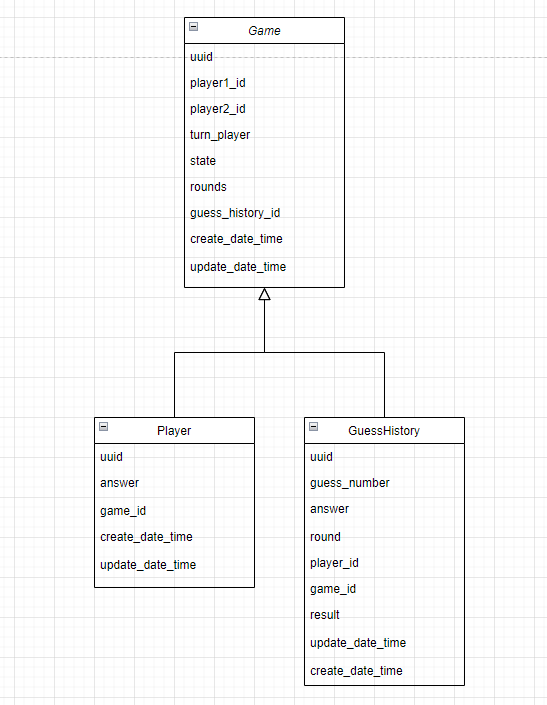 Game
uuid
player1_id
player2_id
turn_player
state
rounds
guess_history_id
create_date_time
update_date_time
Player
uuid
answer
game_id
create_date_time
update_date_time
GuessHistory
uuid
guess_number
answer
round
player_id
game_id
result
update_date_time
create_date_time